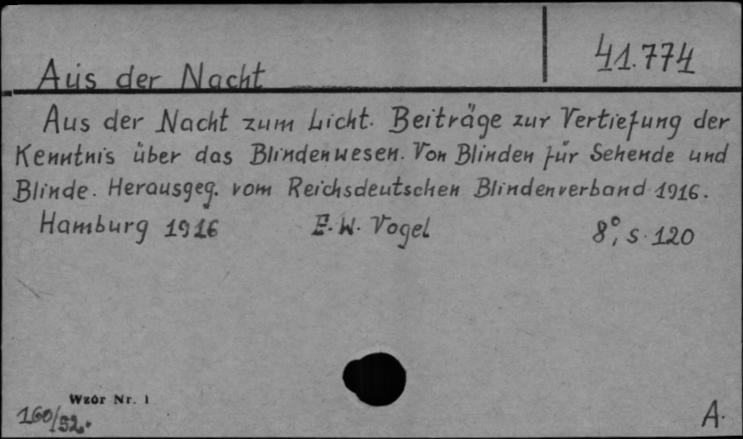 41.774
Aus der Nacht
Aus der Nacht zum Licht. Beiträge zur Vertiefung der
Kenntnis über das Blindenwesen. Von Blinden für Sehende und
Blinde. Herausgeg. vom Reichsdeutschen Blindenverband 1916.
Hamburg 1916 E. W. Vogel 8°, s. 120
Wzór Nr. 1
160/52.
A.